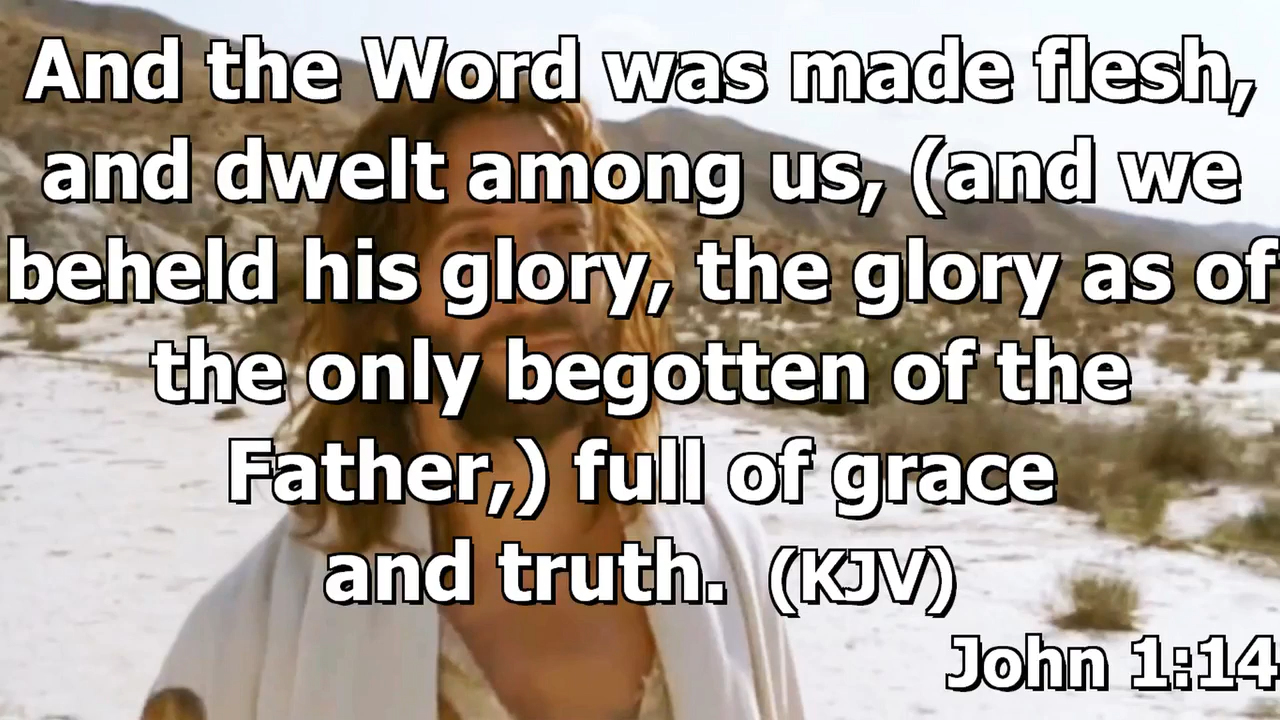 And the Word was made flesh,
and dwelt among us, (and we
beheld his glory, the glory as of
the only begotten of the
Father,) full of grace
and truth. (KJV)
John 1:14